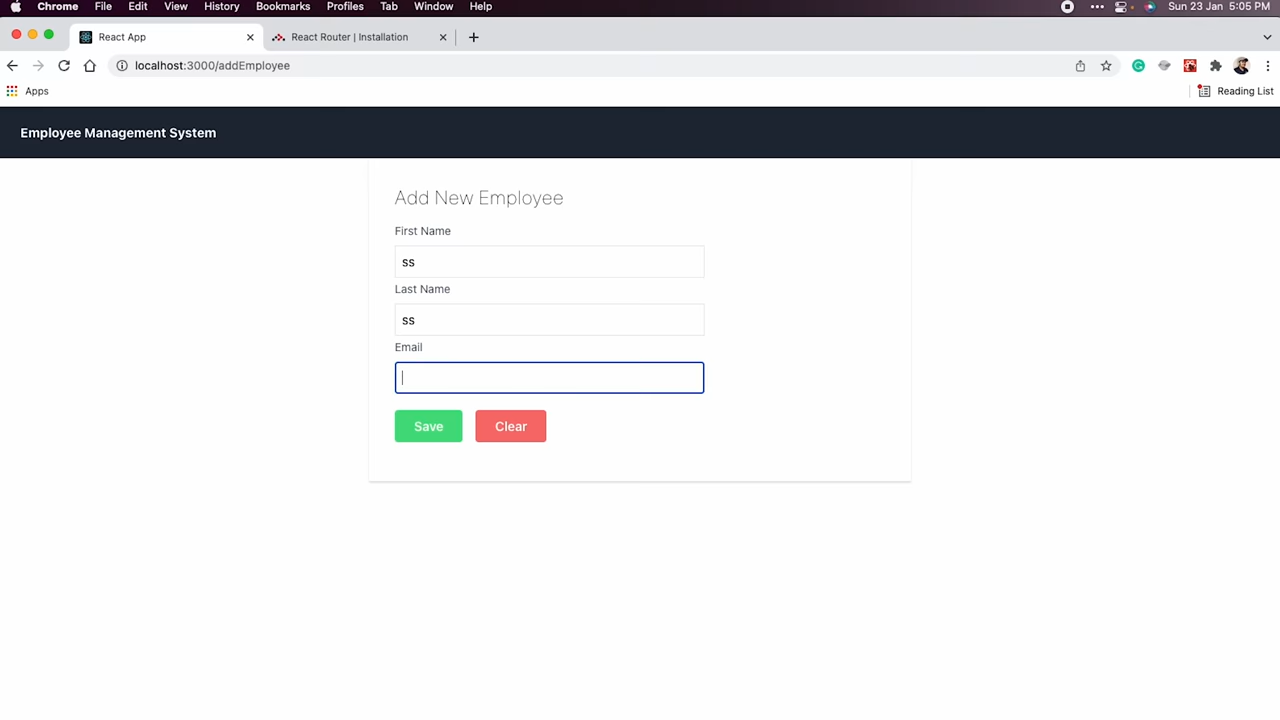 Chrome File Edit View History Bookmarks Profiles Tab Window Help Sun 23 Jan 5:05 PM
React App React Router | Installation
localhost:3000/addEmployee
Apps Reading List
Employee Management System
Add New Employee
First Name
ss
Last Name
ss
Email
Save Clear